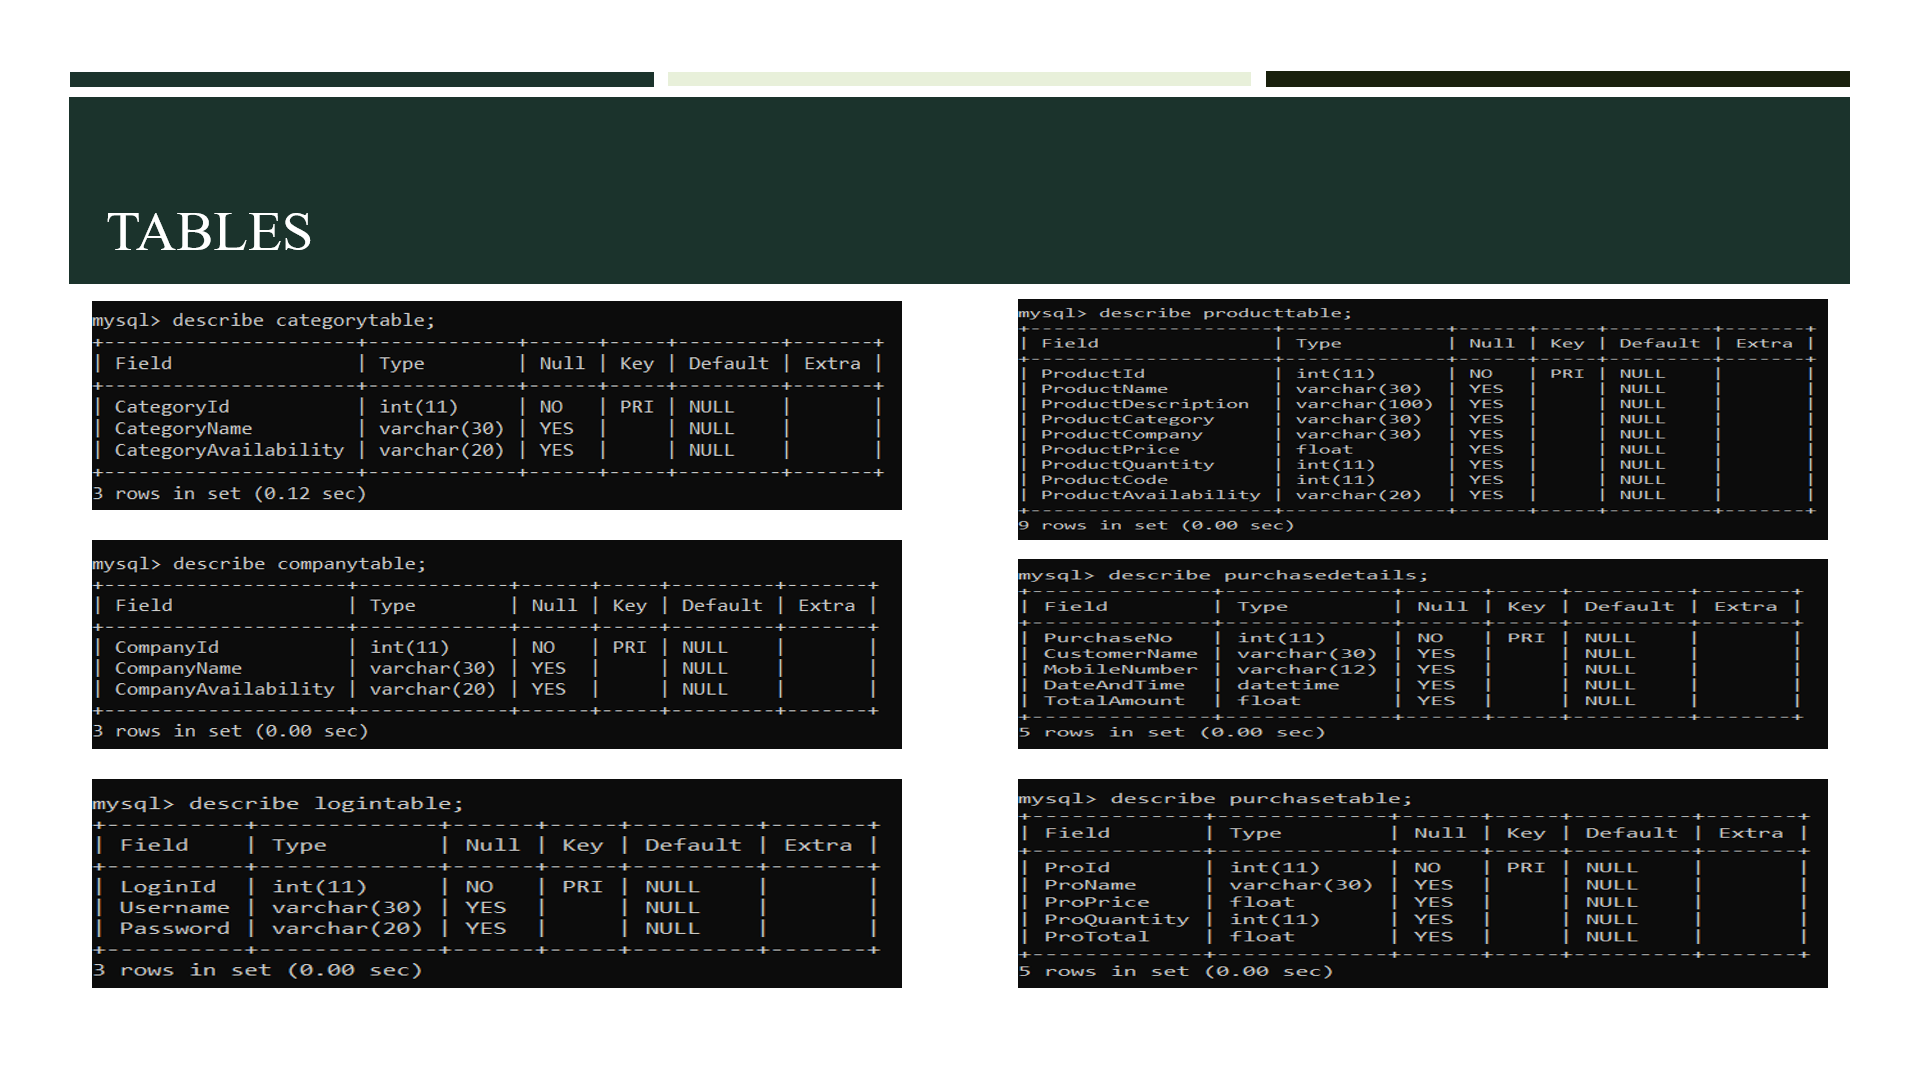 TABLES
mysql> describe categorytable;
+----------------------+-------------+------+-----+---------+-------+
| Field                | Type        | Null | Key | Default | Extra |
+----------------------+-------------+------+-----+---------+-------+
| CategoryId           | int(11)     | NO   | PRI | NULL    |       |
| CategoryName         | varchar(30) | YES  |     | NULL    |       |
| CategoryAvailability | varchar(20) | YES  |     | NULL    |       |
+----------------------+-------------+------+-----+---------+-------+
3 rows in set (0.12 sec)
mysql> describe companytable;
+---------------------+-------------+------+-----+---------+-------+
| Field               | Type        | Null | Key | Default | Extra |
+---------------------+-------------+------+-----+---------+-------+
| CompanyId           | int(11)     | NO   | PRI | NULL    |       |
| CompanyName         | varchar(30) | YES  |     | NULL    |       |
| CompanyAvailability | varchar(20) | YES  |     | NULL    |       |
+---------------------+-------------+------+-----+---------+-------+
3 rows in set (0.00 sec)
mysql> describe logintable;
+----------+-------------+------+-----+---------+-------+
| Field    | Type        | Null | Key | Default | Extra |
+----------+-------------+------+-----+---------+-------+
| LoginId  | int(11)     | NO   | PRI | NULL    |       |
| Username | varchar(30) | YES  |     | NULL    |       |
| Password | varchar(20) | YES  |     | NULL    |       |
+----------+-------------+------+-----+---------+-------+
3 rows in set (0.00 sec)
mysql> describe producttable;
+---------------------+--------------+------+-----+---------+-------+
| Field               | Type         | Null | Key | Default | Extra |
+---------------------+--------------+------+-----+---------+-------+
| ProductId           | int(11)      | NO   | PRI | NULL    |       |
| ProductName         | varchar(30)  | YES  |     | NULL    |       |
| ProductDescription  | varchar(100) | YES  |     | NULL    |       |
| ProductCategory     | varchar(30)  | YES  |     | NULL    |       |
| ProductCompany      | varchar(30)  | YES  |     | NULL    |       |
| ProductPrice        | float        | YES  |     | NULL    |       |
| ProductQuantity     | int(11)      | YES  |     | NULL    |       |
| ProductCode         | int(11)      | YES  |     | NULL    |       |
| ProductAvailability | varchar(20)  | YES  |     | NULL    |       |
+---------------------+--------------+------+-----+---------+-------+
9 rows in set (0.00 sec)
mysql> describe purchasedetails;
+--------------+-------------+------+-----+---------+-------+
| Field        | Type        | Null | Key | Default | Extra |
+--------------+-------------+------+-----+---------+-------+
| PurchaseNo   | int(11)     | NO   | PRI | NULL    |       |
| CustomerName | varchar(30) | YES  |     | NULL    |       |
| MobileNumber | varchar(12) | YES  |     | NULL    |       |
| DateAndTime  | datetime    | YES  |     | NULL    |       |
| TotalAmount  | float       | YES  |     | NULL    |       |
+--------------+-------------+------+-----+---------+-------+
5 rows in set (0.00 sec)
mysql> describe purchasetable;
+-------------+-------------+------+-----+---------+-------+
| Field       | Type        | Null | Key | Default | Extra |
+-------------+-------------+------+-----+---------+-------+
| ProId       | int(11)     | NO   | PRI | NULL    |       |
| ProName     | varchar(30) | YES  |     | NULL    |       |
| ProPrice    | float       | YES  |     | NULL    |       |
| ProQuantity | int(11)     | YES  |     | NULL    |       |
| ProTotal    | float       | YES  |     | NULL    |       |
+-------------+-------------+------+-----+---------+-------+
5 rows in set (0.00 sec)